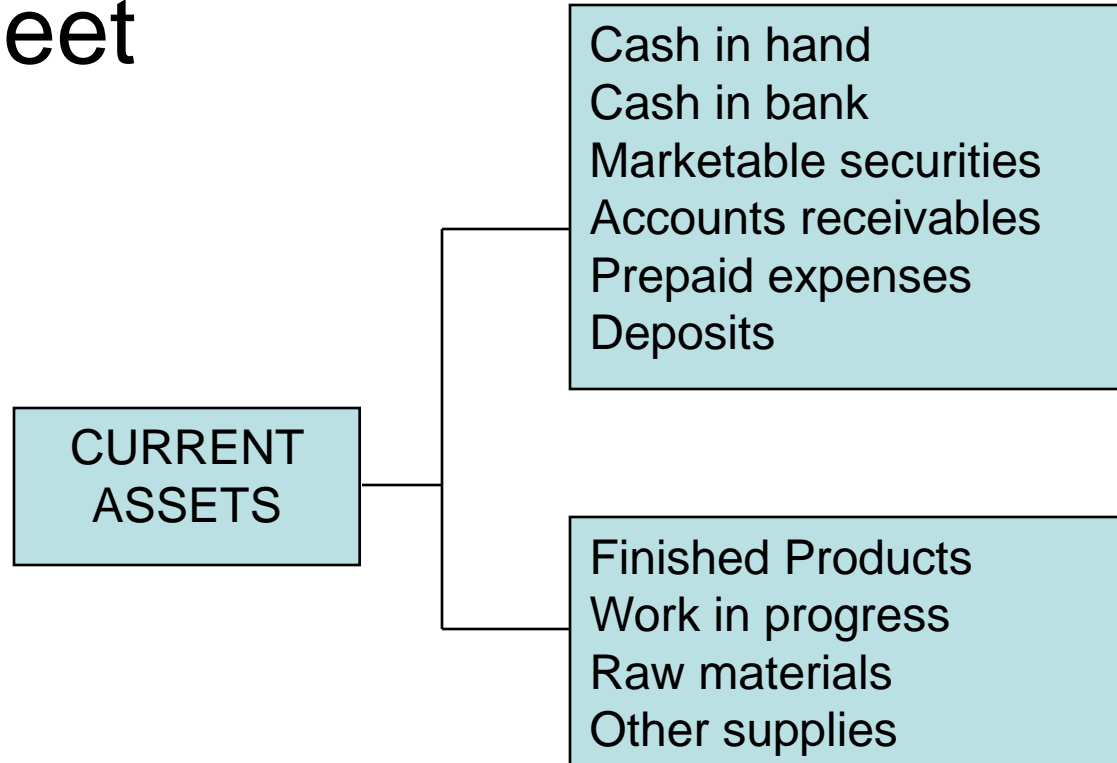 eet
Cash in hand
Cash in bank
Marketable securities
Accounts receivables
Prepaid expenses
Deposits
CURRENT
ASSETS
Finished Products
Work in progress
Raw materials
Other supplies